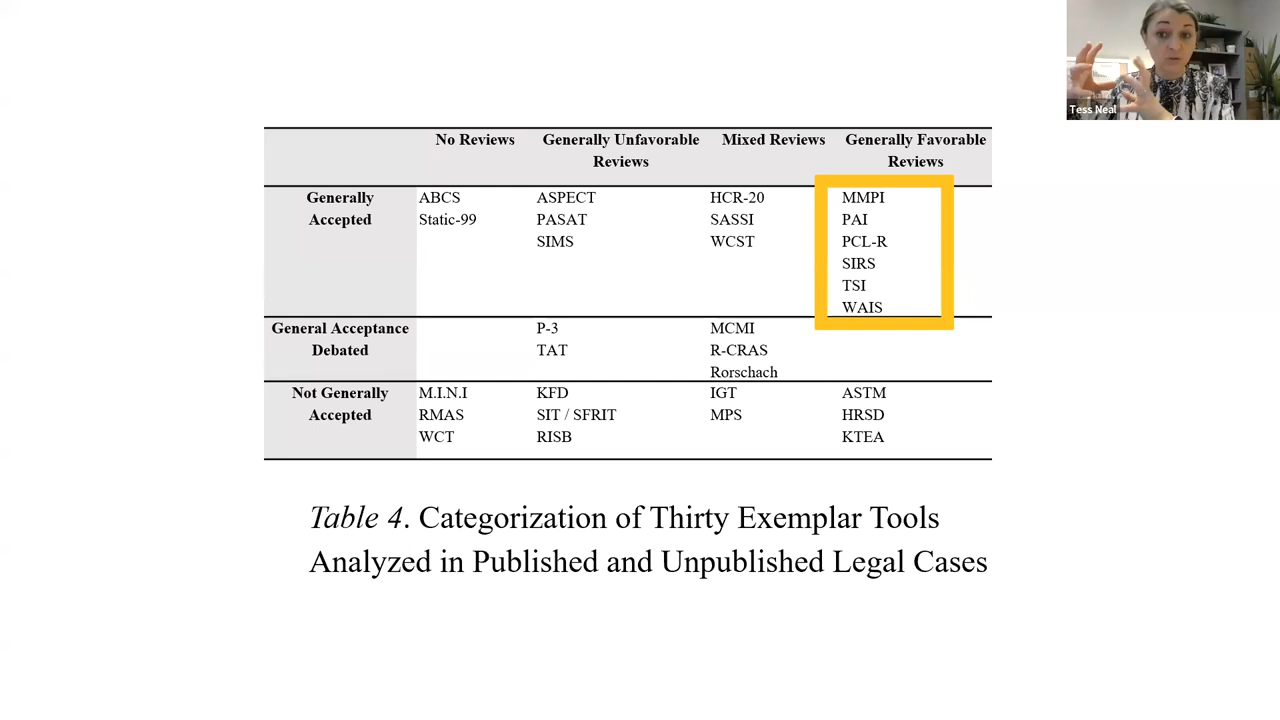 Tess Neal
No Reviews Generally Unfavorable Mixed Reviews Generally Favorable
Reviews Reviews
Generally ABCS ASPECT HCR-20 MMPI
Accepted Static-99 PASAT SASSI PAI
SIMS WCST PCL-R
SIRS
TSI
WAIS
General Acceptance P-3 MCMI
Debated TAT R-CRAS
Rorschach
Not Generally M.I.N.I KFD IGT ASTM
Accepted RMAS SIT / SFRIT MPS HRSD
WCT RISB KTEA
Table 4. Categorization of Thirty Exemplar Tools
Analyzed in Published and Unpublished Legal Cases